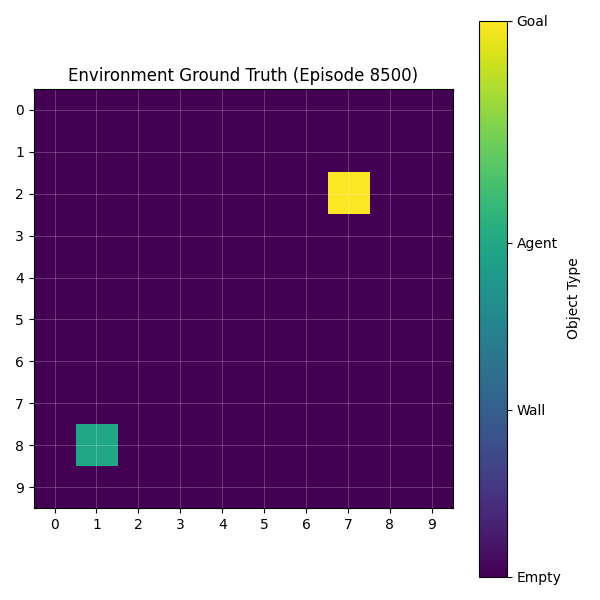 Environment Ground Truth (Episode 8500)
0
1
2
3
4
5
6
7
8
9
0 1 2 3 4 5 6 7 8 9
Goal
Agent
Wall
Empty
Object Type